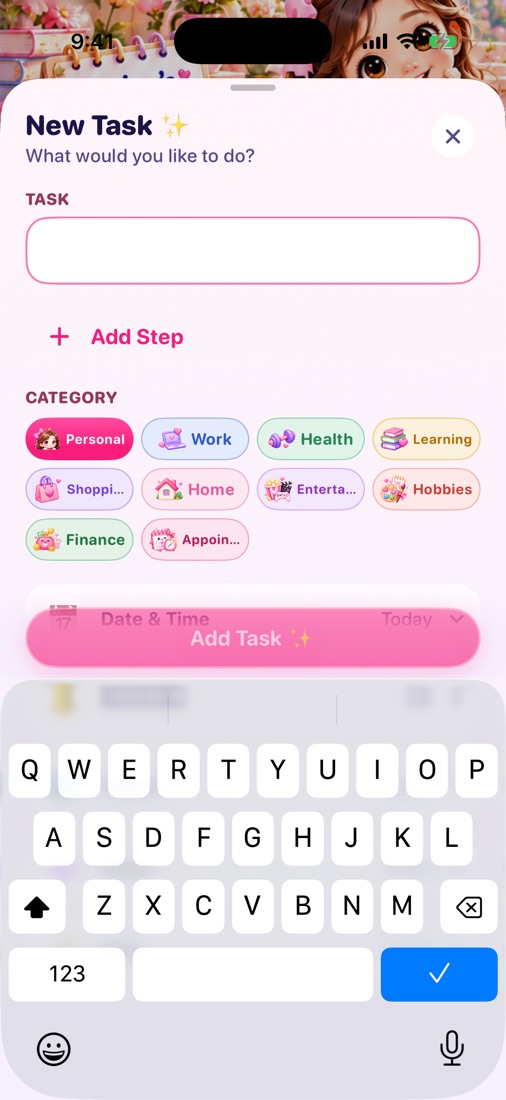 9:41
New Task ✨
What would you like to do?
TASK
+ Add Step
CATEGORY
Personal Work Health Learning
Shoppi... Home Enterta... Hobbies
Finance Appoin...
17 Date & Time Today
Add Task ✨
Q W E R T Y U I O P
A S D F G H J K L
Z X C V B N M
123